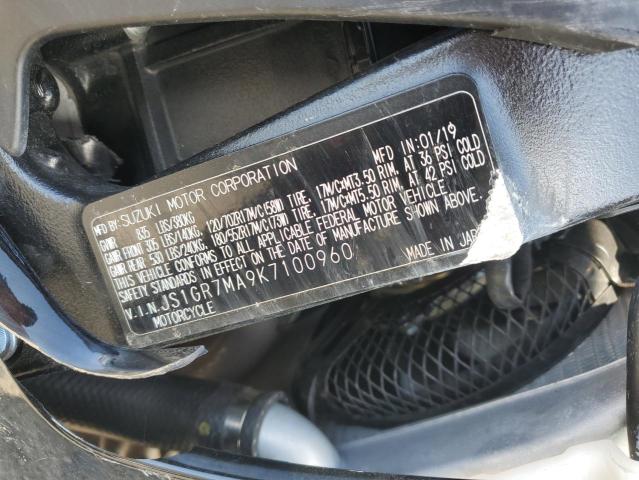 MFD BY:SUZUKI MOTOR CORPORATION MFD IN:01/19
GVWR 835 LBS/380KG
GAWR FRONT 305 LBS/140KG, 120/70ZR17M/C(58W) TIRE, 17M/C×MT3.50 RIM, AT 36 PSI COLD
GAWR REAR 530 LBS/240KG, 180/55ZR17M/C(73W) TIRE, 17M/C×MT5.50 RIM, AT 42 PSI COLD
THIS VEHICLE CONFORMS TO ALL APPLICABLE FEDERAL MOTOR VEHICLE
SAFETY STANDARDS IN EFFECT ON THE DATE OF MANUFACTURE SHOWN ABOVE.
V.I.N.JS1GR7MA9K7100960
MOTORCYCLE MADE IN